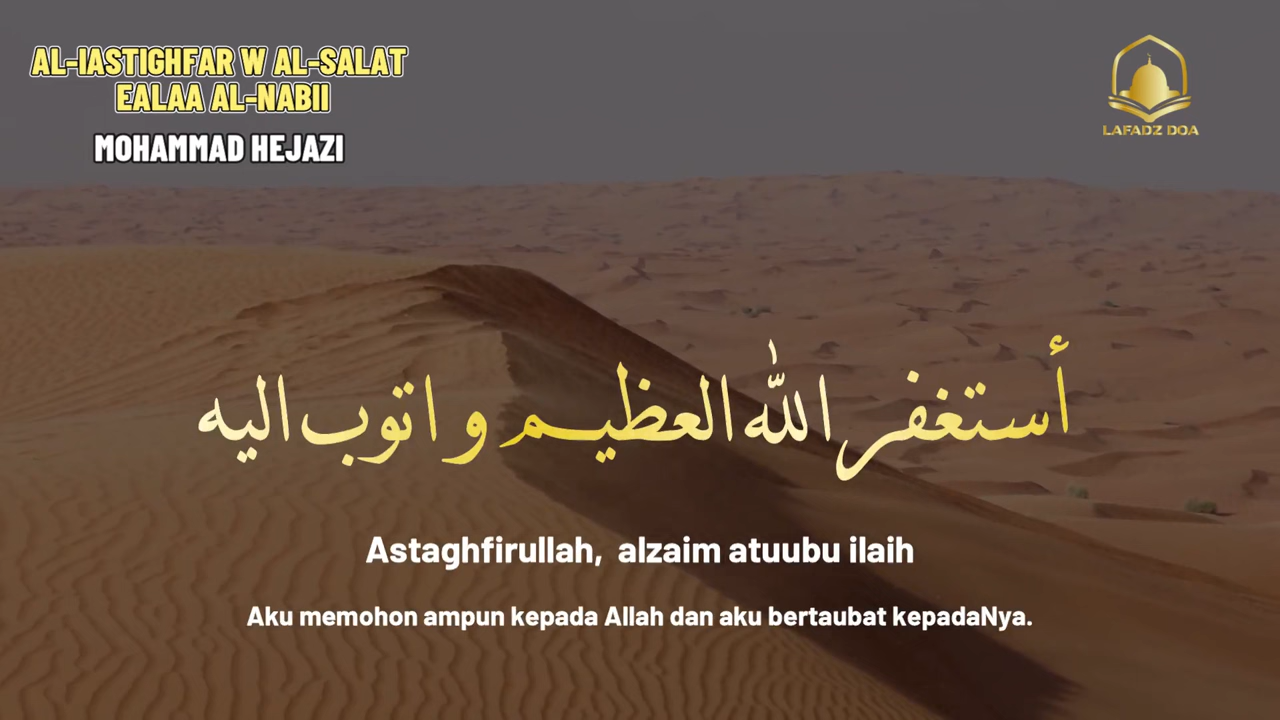 AL-IASTIGHFAR W AL-SALAT
EALAA AL-NABII
MOHAMMAD HEJAZI
LAFADZ DOA
أستغفر الله العظيم و اتوب اليه
Astaghfirullah, alzaim atuubu ilaih
Aku memohon ampun kepada Allah dan aku bertaubat kepadaNya.